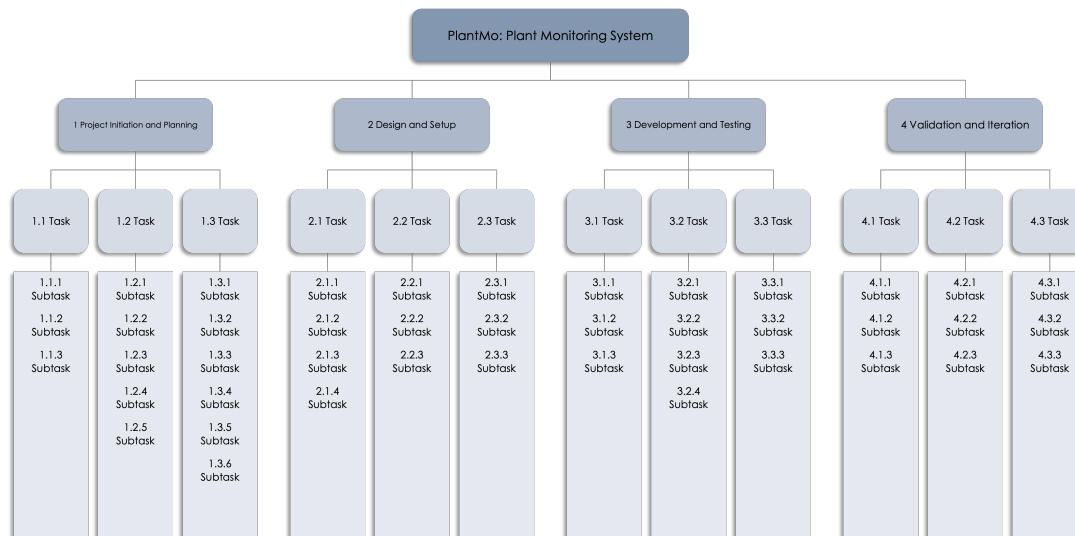 PlantMo: Plant Monitoring System
1 Project Initiation and Planning
2 Design and Setup
3 Development and Testing
4 Validation and Iteration
1.1 Task
1.2 Task
1.3 Task
2.1 Task
2.2 Task
2.3 Task
3.1 Task
3.2 Task
3.3 Task
4.1 Task
4.2 Task
4.3 Task
1.1.1
Subtask
1.1.2
Subtask
1.1.3
Subtask
1.2.1
Subtask
1.2.2
Subtask
1.2.3
Subtask
1.2.4
Subtask
1.2.5
Subtask
1.3.1
Subtask
1.3.2
Subtask
1.3.3
Subtask
1.3.4
Subtask
1.3.5
Subtask
1.3.6
Subtask
2.1.1
Subtask
2.1.2
Subtask
2.1.3
Subtask
2.1.4
Subtask
2.2.1
Subtask
2.2.2
Subtask
2.2.3
Subtask
2.3.1
Subtask
2.3.2
Subtask
2.3.3
Subtask
3.1.1
Subtask
3.1.2
Subtask
3.1.3
Subtask
3.2.1
Subtask
3.2.2
Subtask
3.2.3
Subtask
3.2.4
Subtask
3.3.1
Subtask
3.3.2
Subtask
3.3.3
Subtask
4.1.1
Subtask
4.1.2
Subtask
4.1.3
Subtask
4.2.1
Subtask
4.2.2
Subtask
4.2.3
Subtask
4.3.1
Subtask
4.3.2
Subtask
4.3.3
Subtask